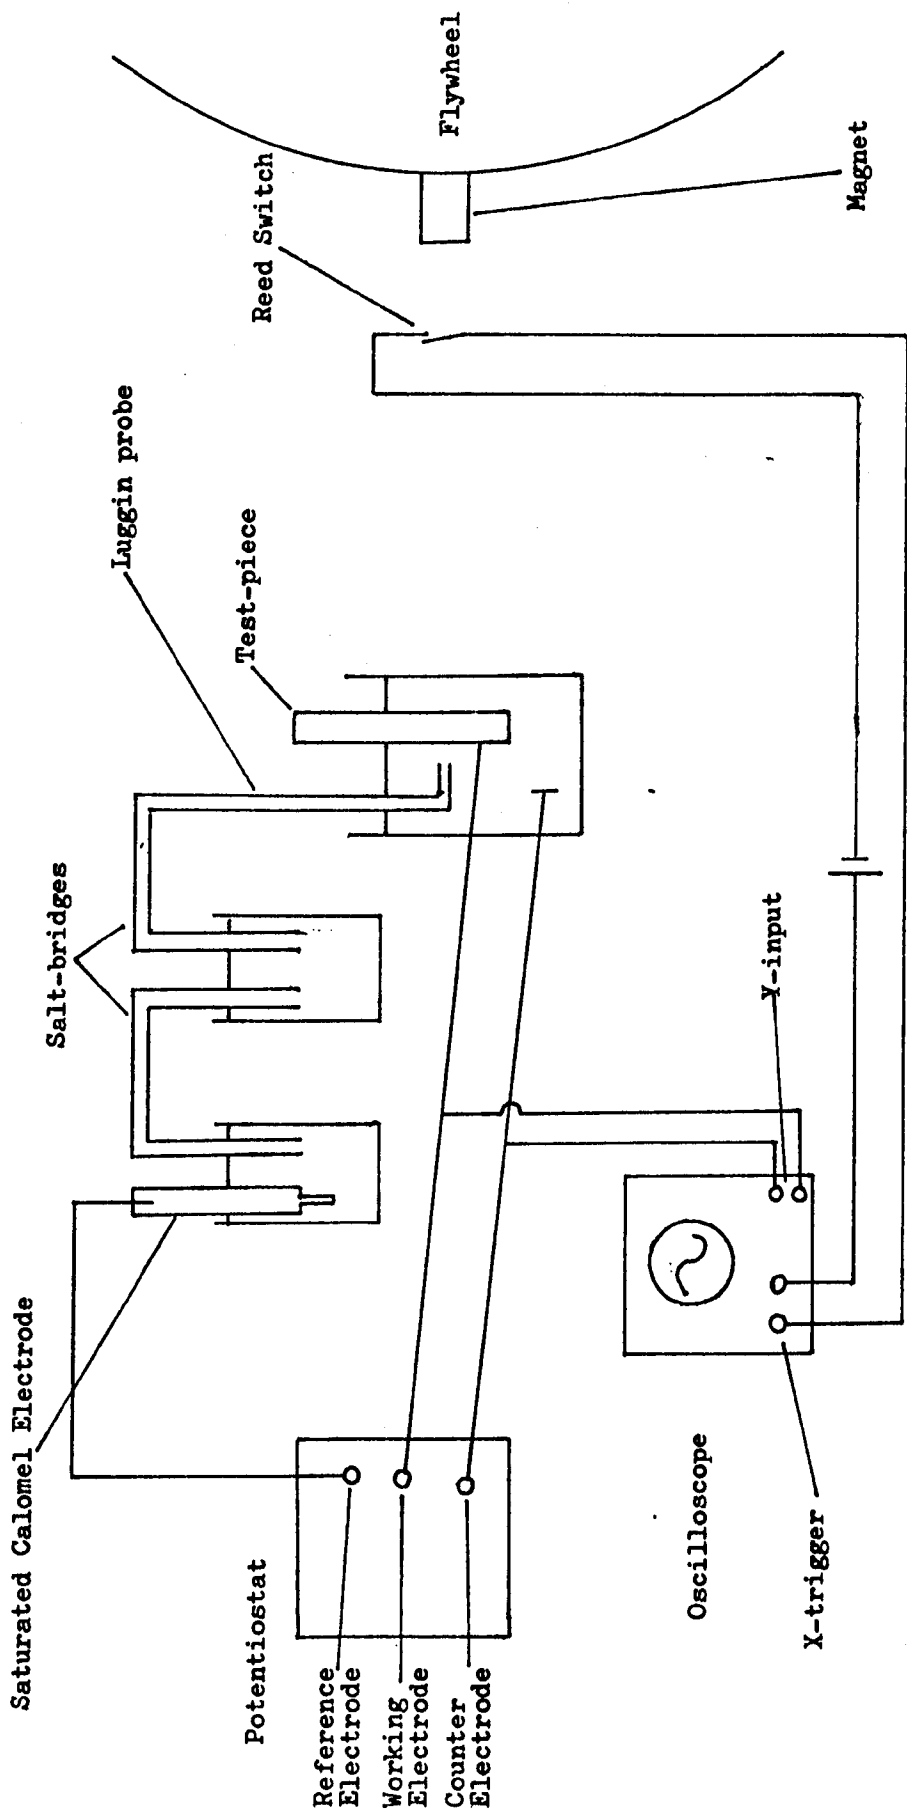 Saturated Calomel Electrode
Salt-bridges
Luggin probe
Reed Switch
Test-piece
Flywheel
Magnet
Potentiostat
Reference
Electrode
Working
Electrode
Counter
Electrode
Oscilloscope
X-trigger
Y-input